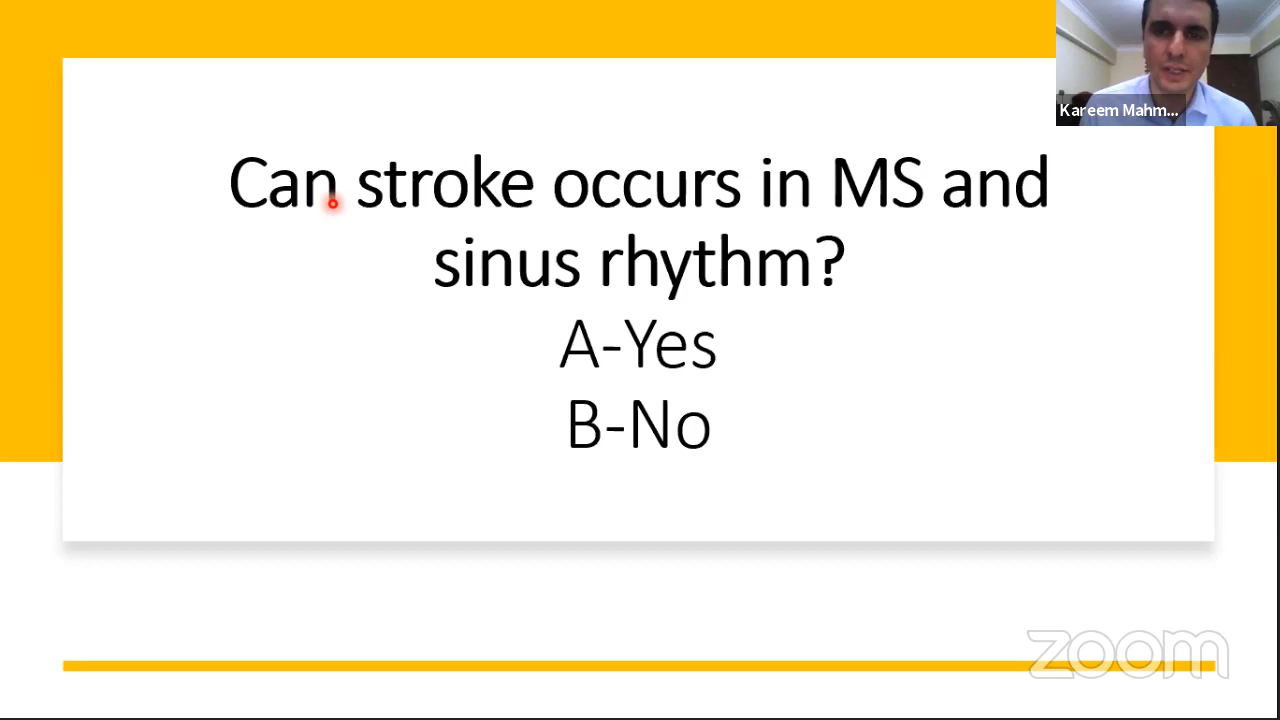 Kareem Mahm...
Can stroke occurs in MS and
sinus rhythm?
A-Yes
B-No
zoom